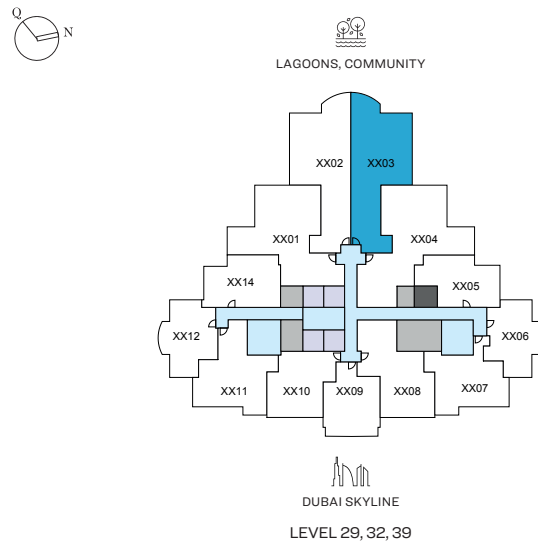 Q
N
LAGOONS, COMMUNITY
XX02
XX03
XX01
XX04
XX14
XX05
XX12
XX06
XX11
XX10
XX09
XX08
XX07
DUBAI SKYLINE
LEVEL 29, 32, 39